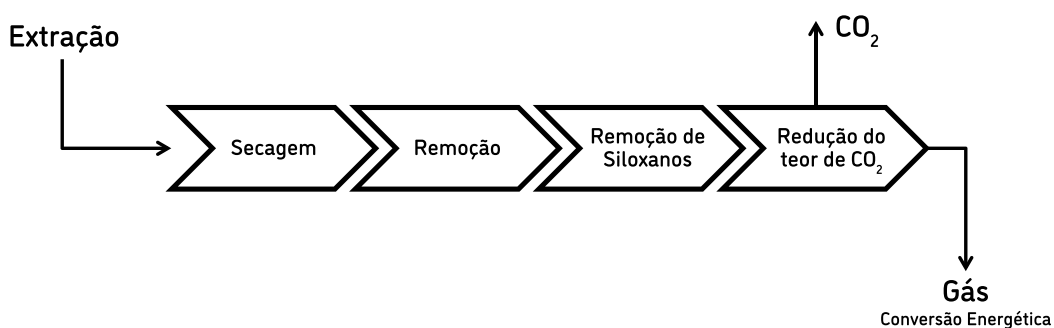 Extração
CO₂
Secagem
Remoção
Remoção de
Siloxanos
Redução do
teor de CO₂
Gás
Conversão Energética